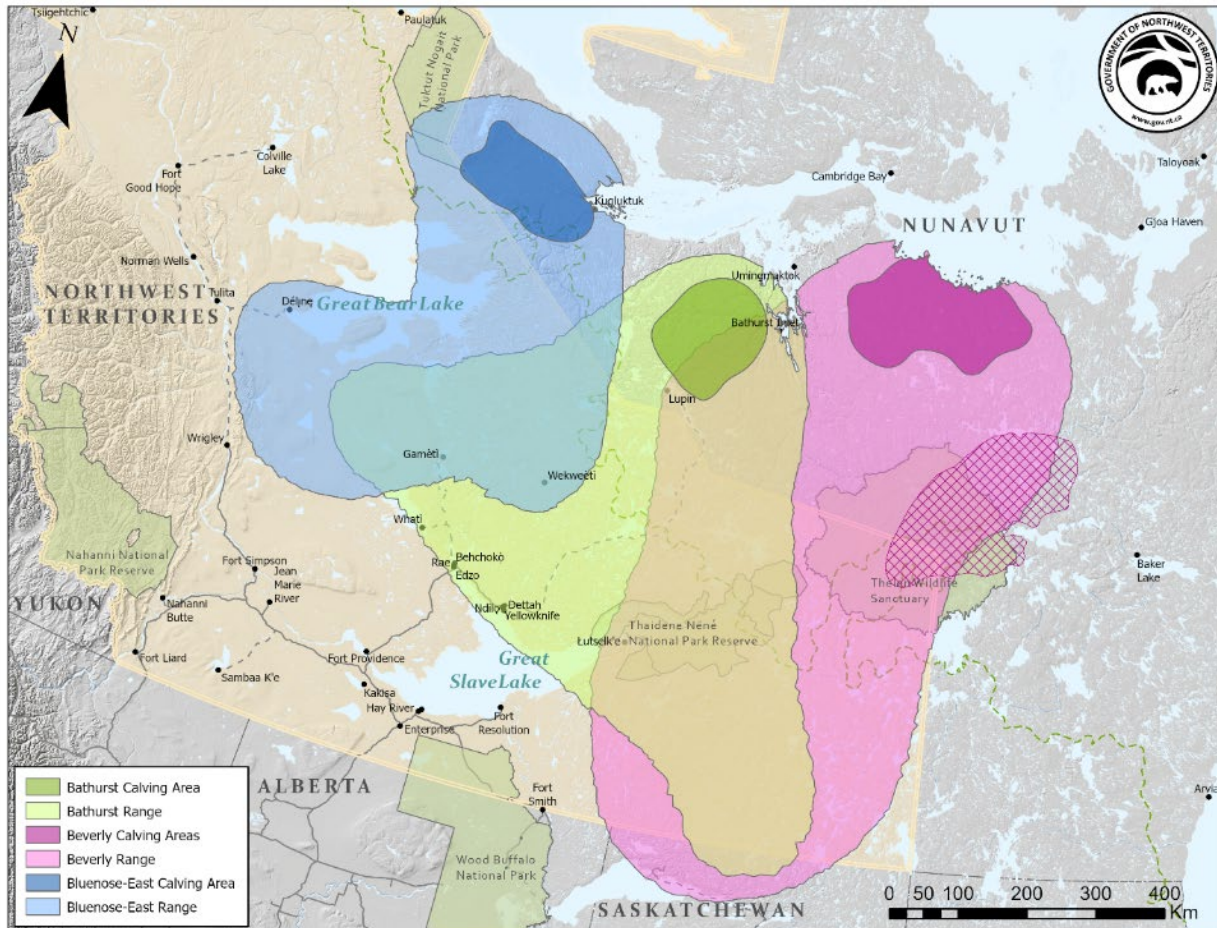 Tsiigehtchic
Paulatuk
N
Tuktut Nogait
National Park
GOVERNMENT OF NORTHWEST TERRITORIES
www.gov.nt.ca
Colville
Lake
Fort
Good Hope
Taloyoak
Cambridge Bay
Kugluktuk
NUNAVUT
Gjoa Haven
Norman Wells
Umingmaktok
NORTHWEST
TERRITORIES
Tulita
Délı̨nę
Great Bear Lake
Bathurst Inlet
Lupin
Wrigley
Gamètì
Wekweètì
Whatì
Nahanni National
Park Reserve
Fort Simpson
Jean
Marie
River
Rae
Behchokò
Edzo
Baker
Lake
Thelon Wildlife
Sanctuary
YUKON
Nahanni
Butte
Ndilǫ
Dettah
Yellowknife
Thaidene Nëné
National Park Reserve
Łutselk'e
Fort Liard
Sambaa K'e
Fort Providence
Great
Slave Lake
Kakisa
Hay River
Enterprise
Fort
Resolution
ALBERTA
Fort
Smith
Arvia
Wood Buffalo
National Park
SASKATCHEWAN
Bathurst Calving Area
Bathurst Range
Beverly Calving Areas
Beverly Range
Bluenose-East Calving Area
Bluenose-East Range
0 50 100 200 300 400
Km